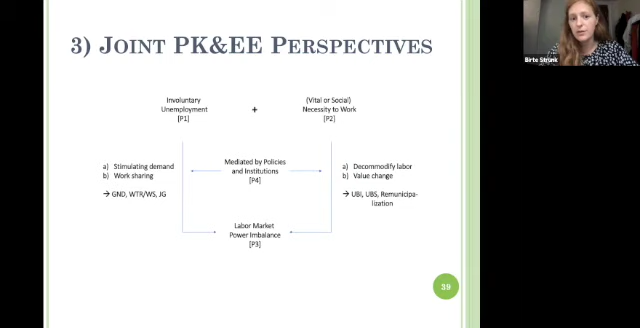 3) JOINT PK&EE PERSPECTIVES
Birte Strunk
Involuntary
Unemployment
[P1]
+
(Vital or Social)
Necessity to Work
[P2]
a) Stimulating demand
b) Work sharing
→ GND, WTR/WS, JG
Mediated by Policies
and Institutions
[P4]
a) Decommodify labor
b) Value change
→ UBI, UBS, Remunicipa-
lization
Labor Market
Power Imbalance
[P3]
39